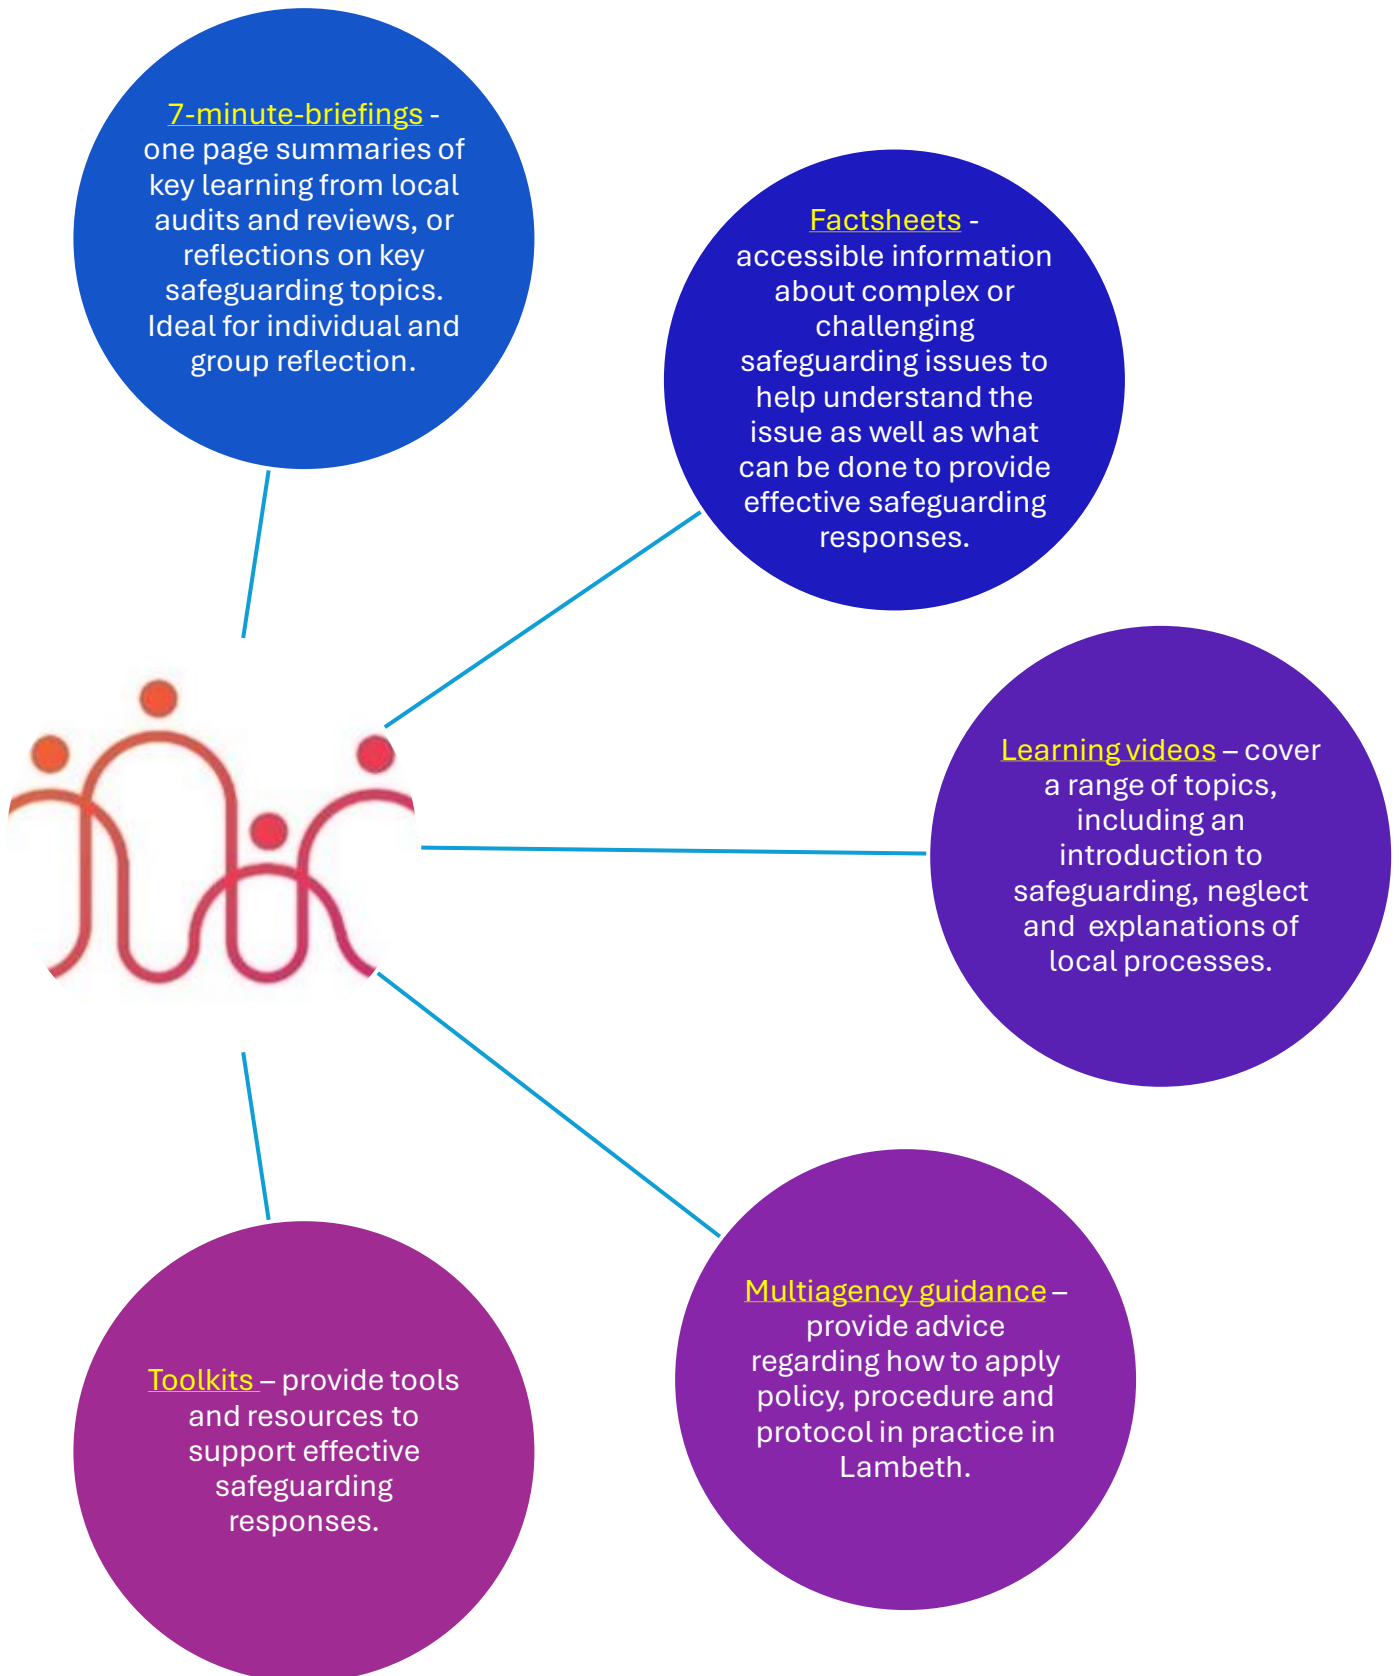 7-minute-briefings -
one page summaries of
key learning from local
audits and reviews, or
reflections on key
safeguarding topics.
Ideal for individual and
group reflection.
Factsheets -
accessible information
about complex or
challenging
safeguarding issues to
help understand the
issue as well as what
can be done to provide
effective safeguarding
responses.
Learning videos – cover
a range of topics,
including an
introduction to
safeguarding, neglect
and  explanations of
local processes.
Multiagency guidance –
provide advice
regarding how to apply
policy, procedure and
protocol in practice in
Lambeth.
Toolkits – provide tools
and resources to
support effective
safeguarding
responses.